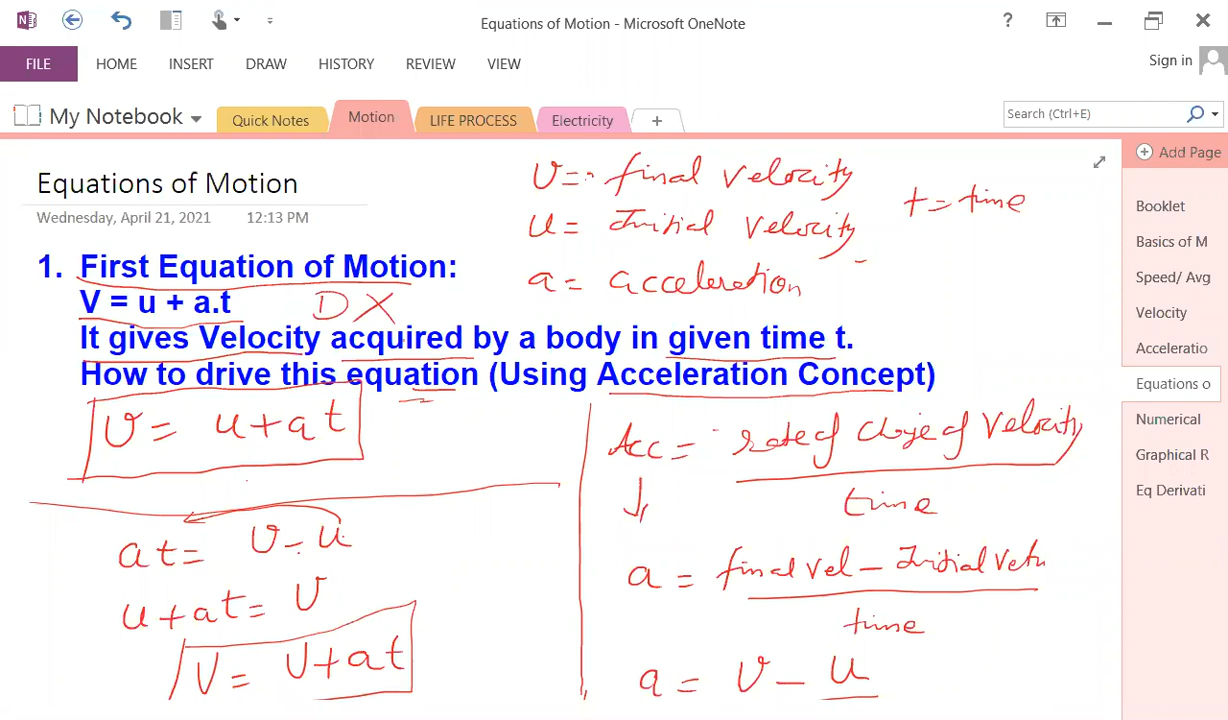 Equations of Motion - Microsoft OneNote
FILE HOME INSERT DRAW HISTORY REVIEW VIEW
Sign in
My Notebook
Quick Notes
Motion
LIFE PROCESS
Electricity
Search (Ctrl+E)
Add Page
Booklet
Basics of M
Speed/ Avg
Velocity
Acceleratio
Equations o
Numerical
Graphical R
Eq Derivati
Equations of Motion
Wednesday, April 21, 2021 12:13 PM
v = final velocity
u = Initial velocity
a = acceleration
t = time
1. First Equation of Motion:
V = u + a.t
DX
It gives Velocity acquired by a body in given time t.
How to drive this equation (Using Acceleration Concept)
v = u + at
at = v - u
u + at = v
V = u + at
Acc = rate of change of velocity
time
a = final vel - Initial
time
a = v - u